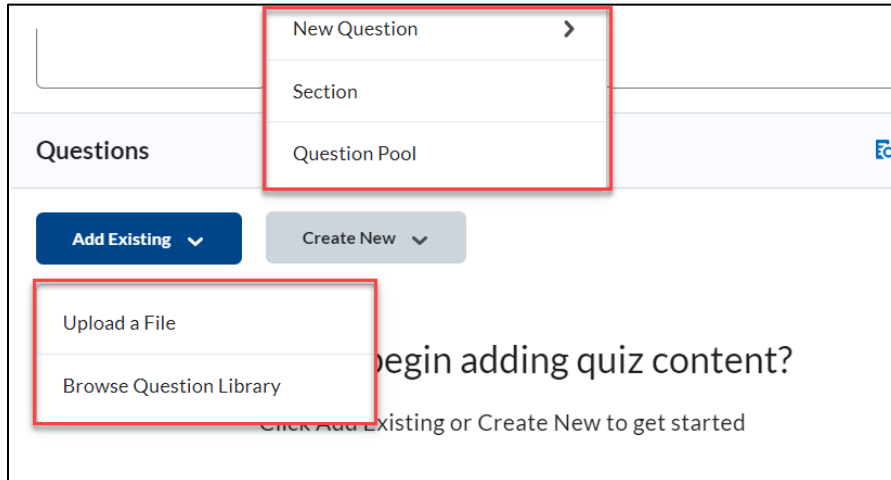 New Question
Section
Questions
Question Pool
Add Existing
Create New
Upload a File
Browse Question Library
begin adding quiz content?
Click Add Existing or Create New to get started